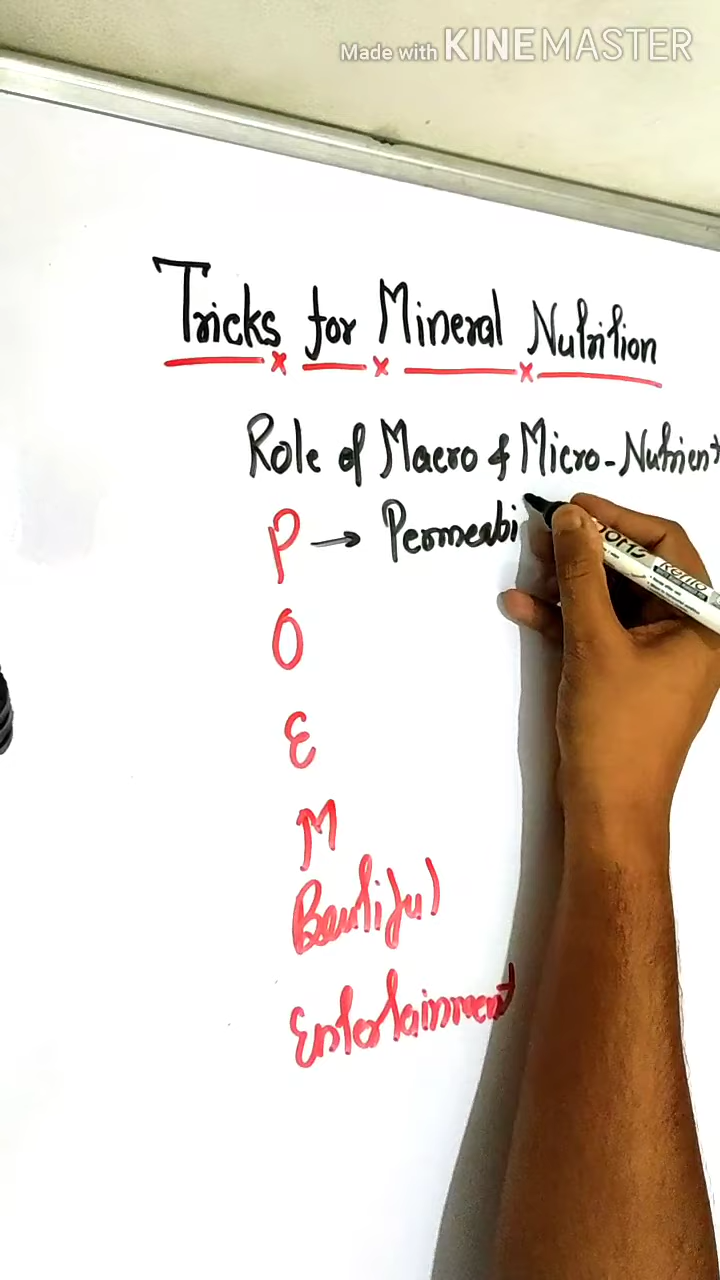 Made with KINEMASTER
Tricks for Mineral Nutrition
Role of Macro & Micro-Nutrient
P → Permeabi
O
E
M
Beautiful
Entertainment